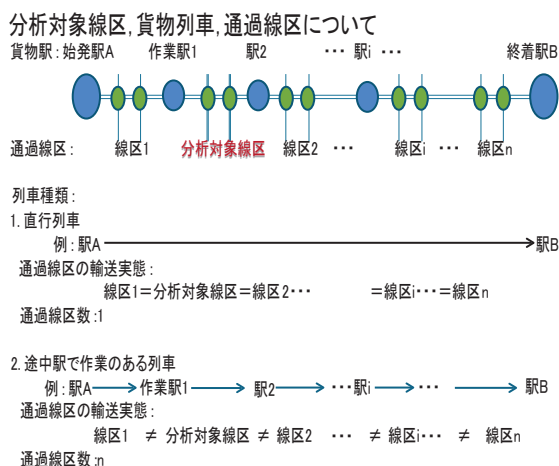 分析対象線区,貨物列車,通過線区について
貨物駅:始発駅A 作業駅1 駅2 ･･･ 駅i ･･･ 終着駅B
通過線区: 線区1 分析対象線区 線区2 ･･･ 線区i ･･･ 線区n
列車種類:
1.直行列車
例:駅A 駅B
通過線区の輸送実態:
線区1=分析対象線区=線区2･･･ =線区i･･･=線区n
通過線区数:1
2.途中駅で作業のある列車
例:駅A 作業駅1 駅2 ･･･駅i ･･･ 駅B
通過線区の輸送実態:
線区1 ≠ 分析対象線区 ≠ 線区2 ･･･ ≠ 線区i･･･ ≠ 線区n
通過線区数:n